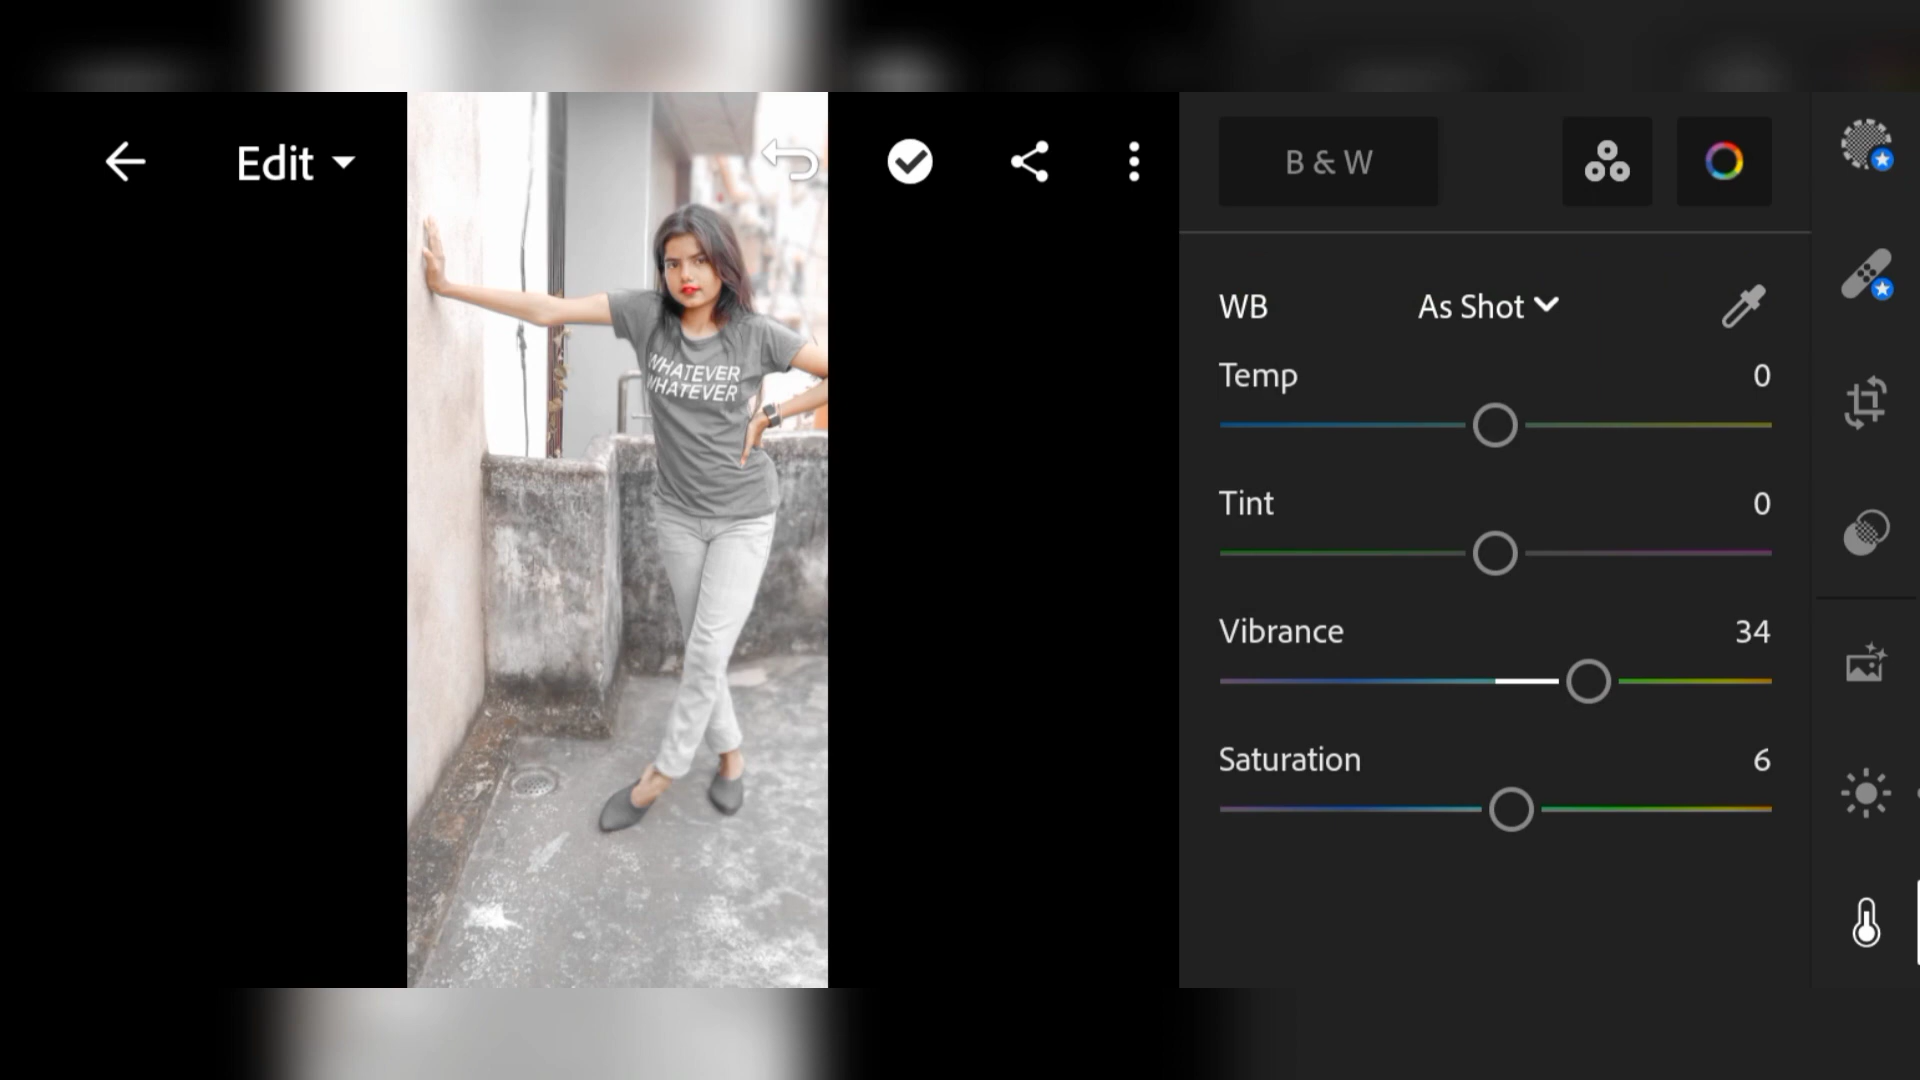 Edit
B & W
WB As Shot
Temp 0
Tint 0
Vibrance 34
Saturation 6
WHATEVER
WHATEVER